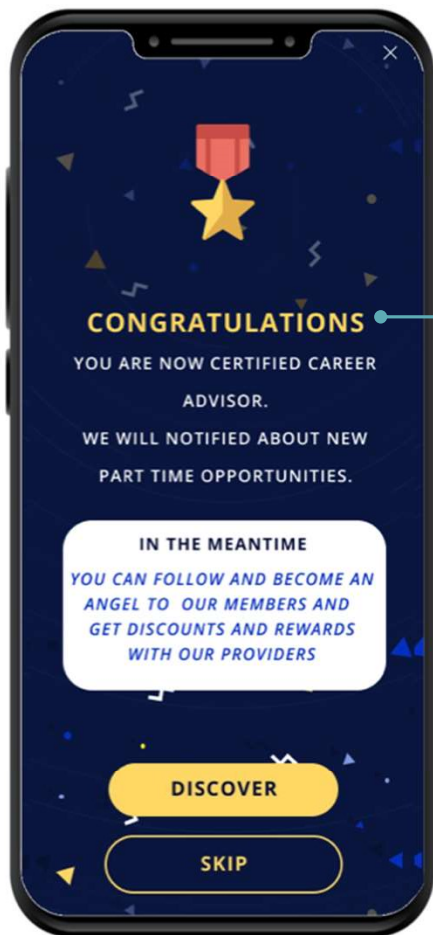 CONGRATULATIONS
YOU ARE NOW CERTIFIED CAREER
ADVISOR.
WE WILL NOTIFIED ABOUT NEW
PART TIME OPPORTUNITIES.
IN THE MEANTIME
YOU CAN FOLLOW AND BECOME AN
ANGEL TO OUR MEMBERS AND
GET DISCOUNTS AND REWARDS
WITH OUR PROVIDERS
DISCOVER
SKIP